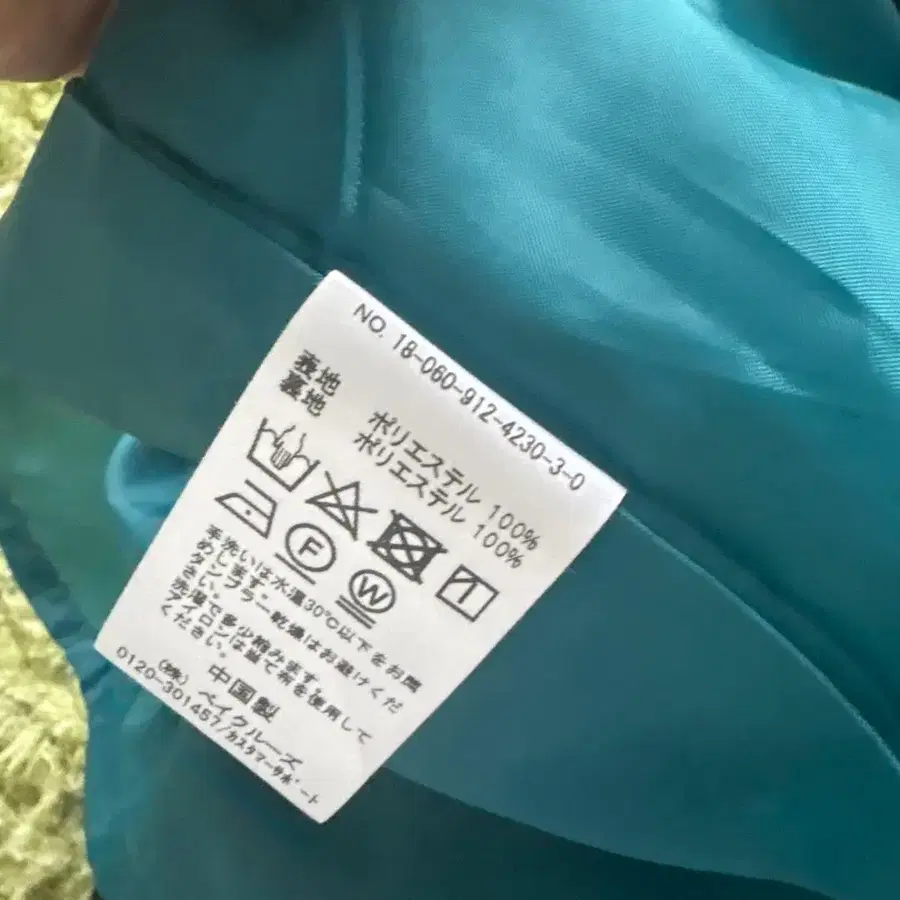 NO. 18-060-912-4230-3-0
表地 ポリエステル 100%
裏地 ポリエステル 100%
F
W
手洗いは水温30℃以下をお問
めします。
タンブラー乾燥はお避けくだ
さい。
洗濯で多少縮みます。
アイロンは当て布を使用して
ください。
中国製
(株) ベイクルーズ
0120-301457/カスタマーサポート